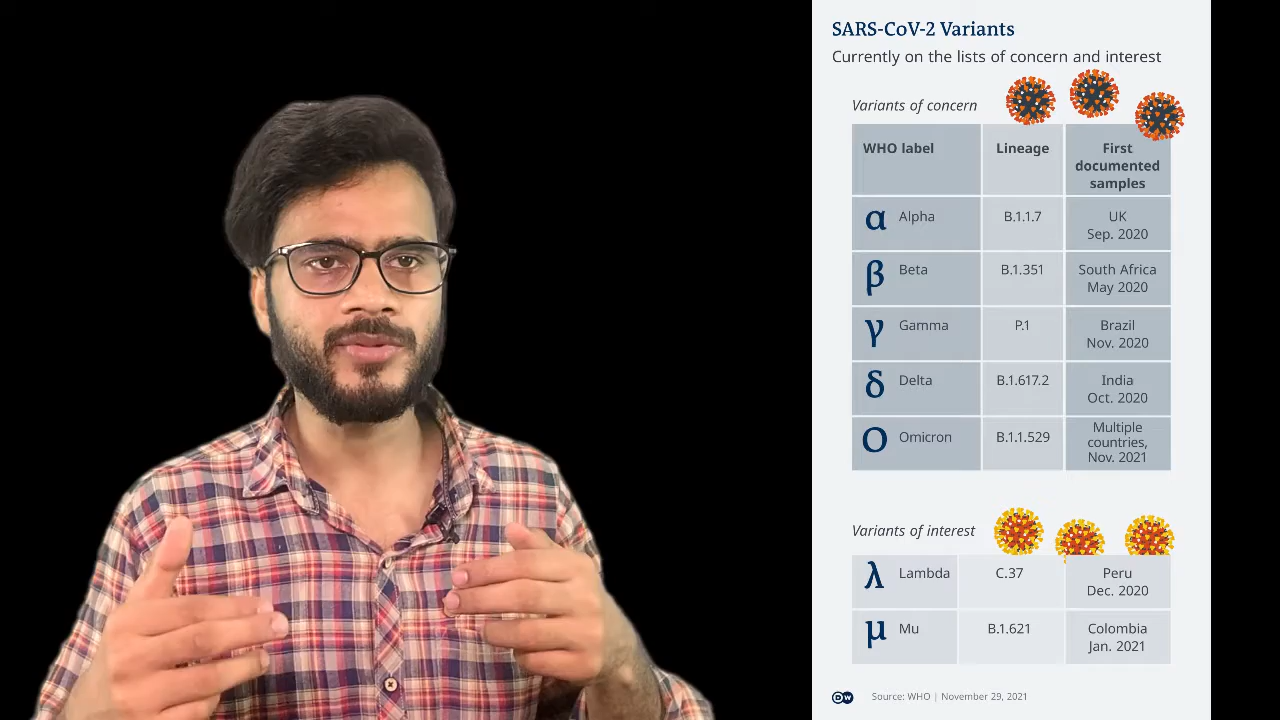 SARS-CoV-2 Variants
Currently on the lists of concern and interest
Variants of concern
WHO label Lineage First
documented
samples
α Alpha B.1.1.7 UK
Sep. 2020
β Beta B.1.351 South Africa
May 2020
γ Gamma P.1 Brazil
Nov. 2020
δ Delta B.1.617.2 India
Oct. 2020
ο Omicron B.1.1.529 Multiple
countries,
Nov. 2021
Variants of interest
λ Lambda C.37 Peru
Dec. 2020
μ Mu B.1.621 Colombia
Jan. 2021
DW Source: WHO | November 29, 2021